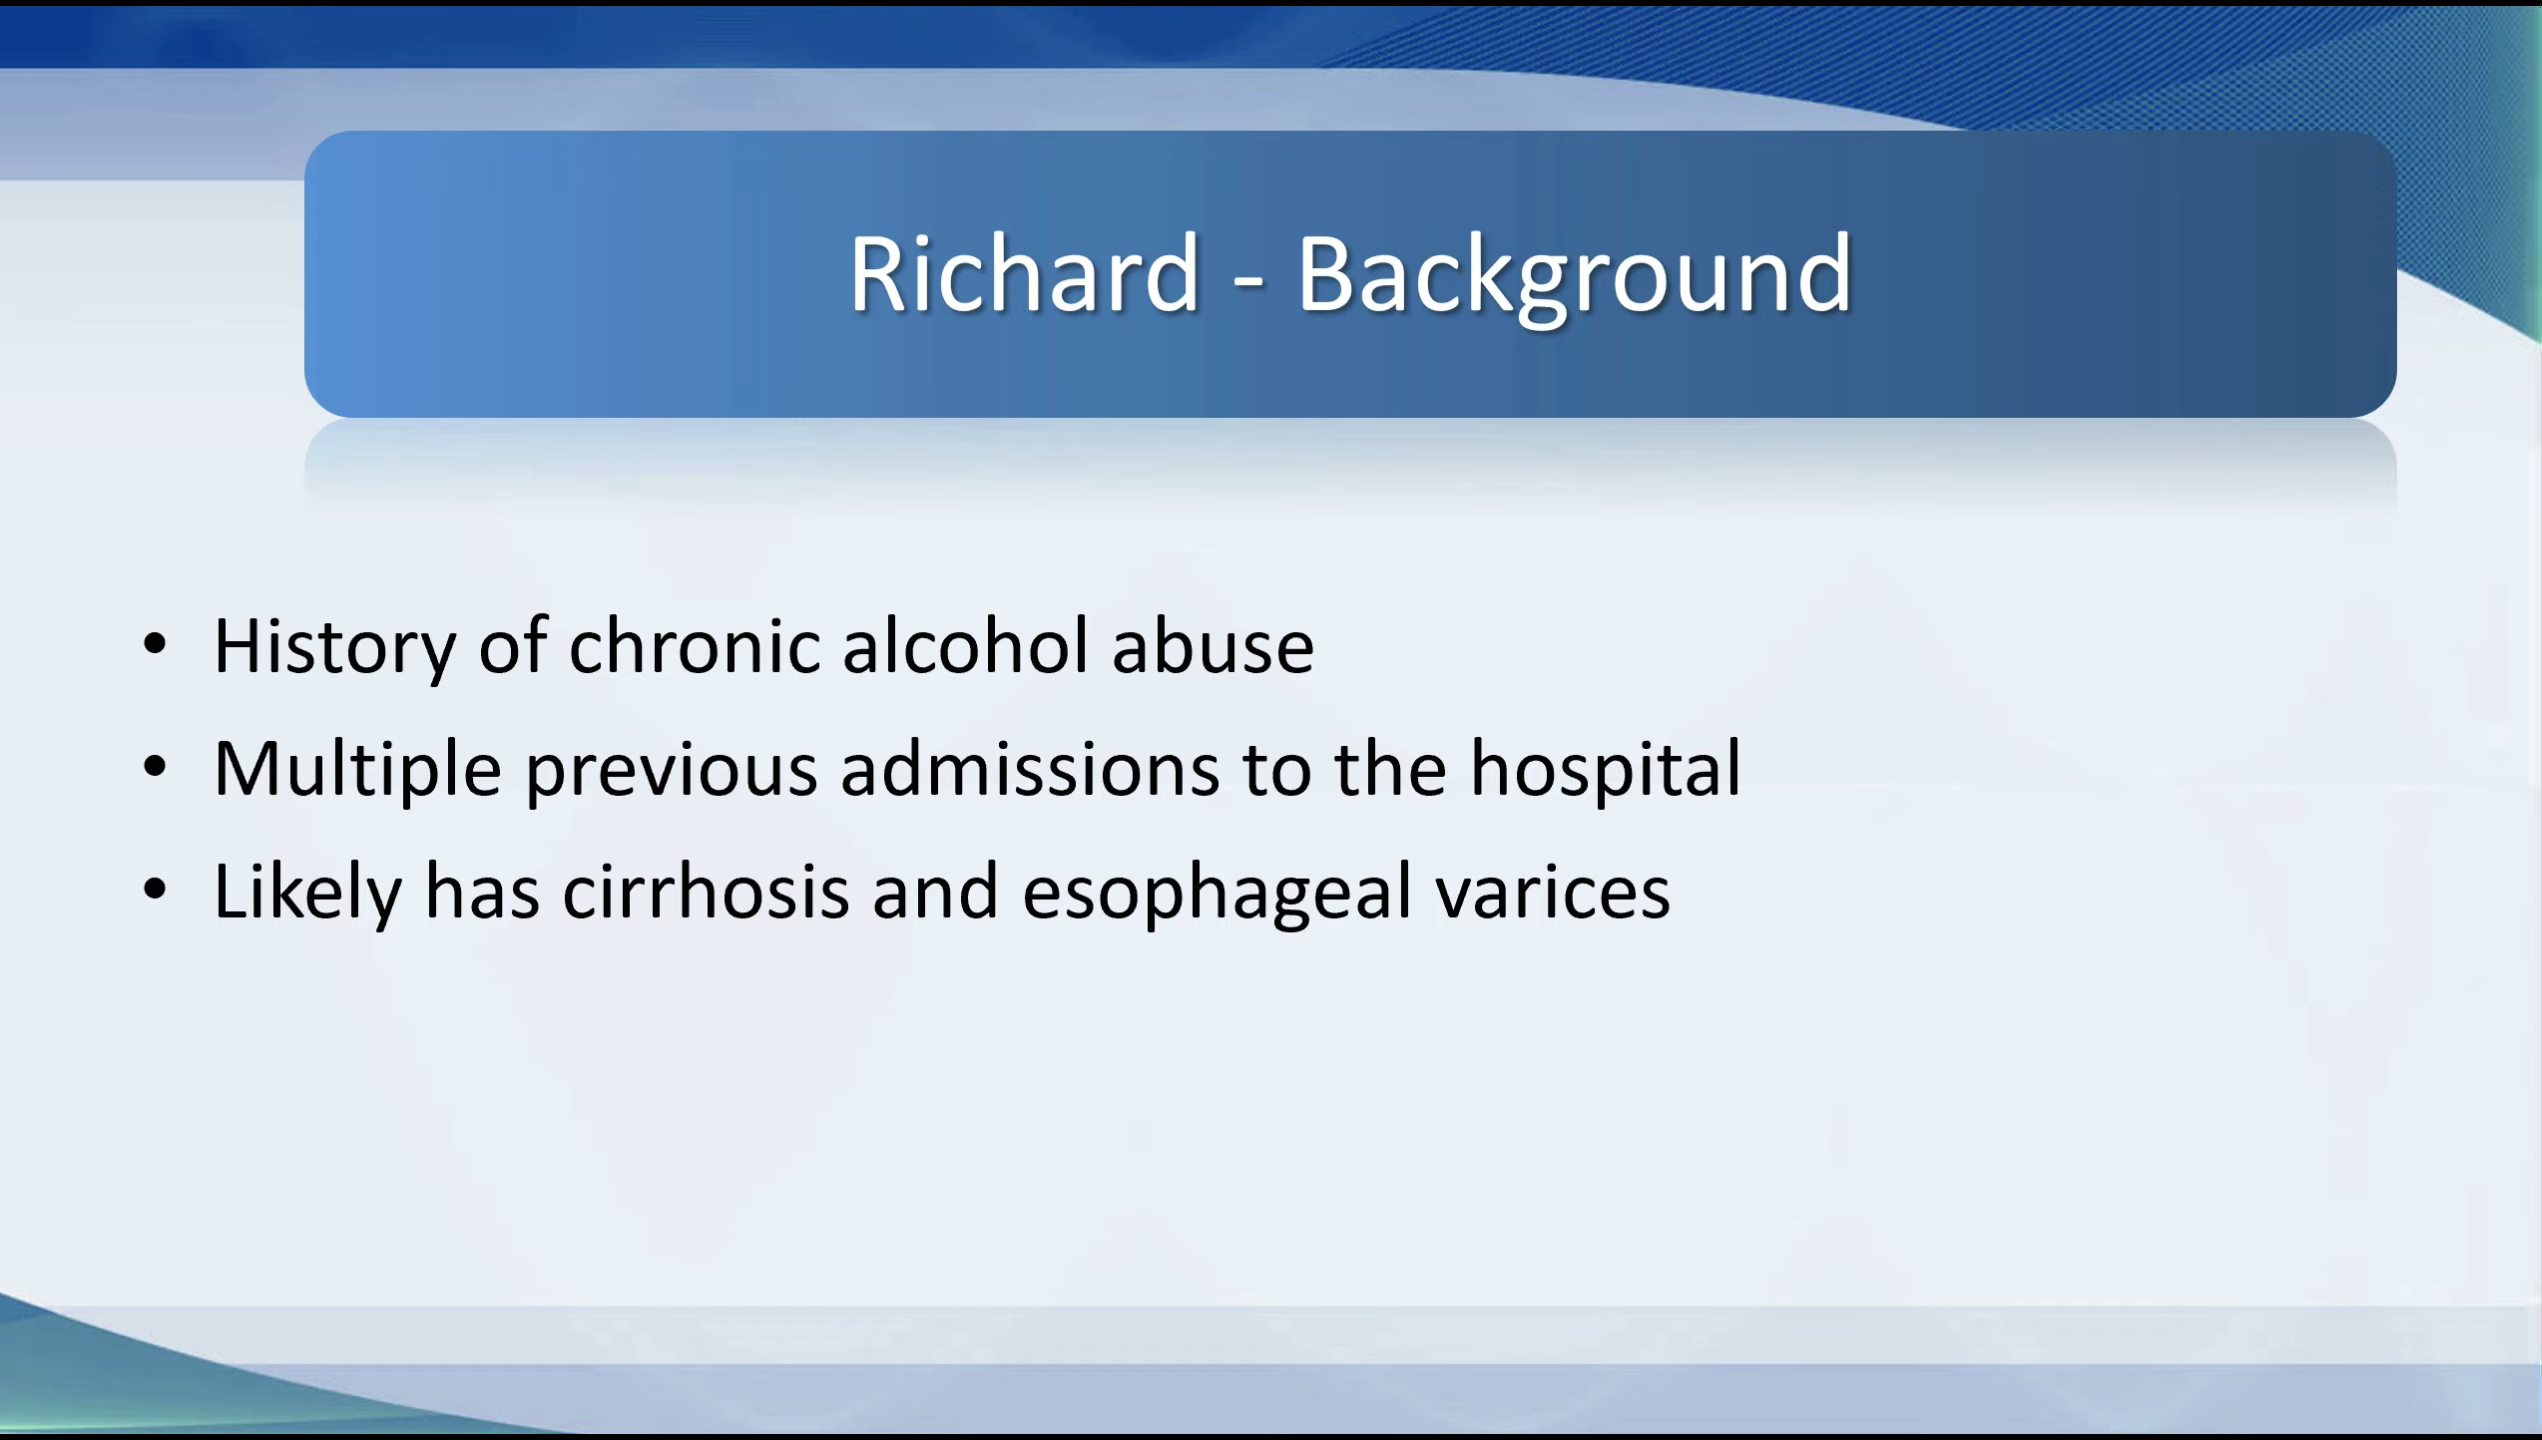 Richard - Background
• History of chronic alcohol abuse
• Multiple previous admissions to the hospital
• Likely has cirrhosis and esophageal varices